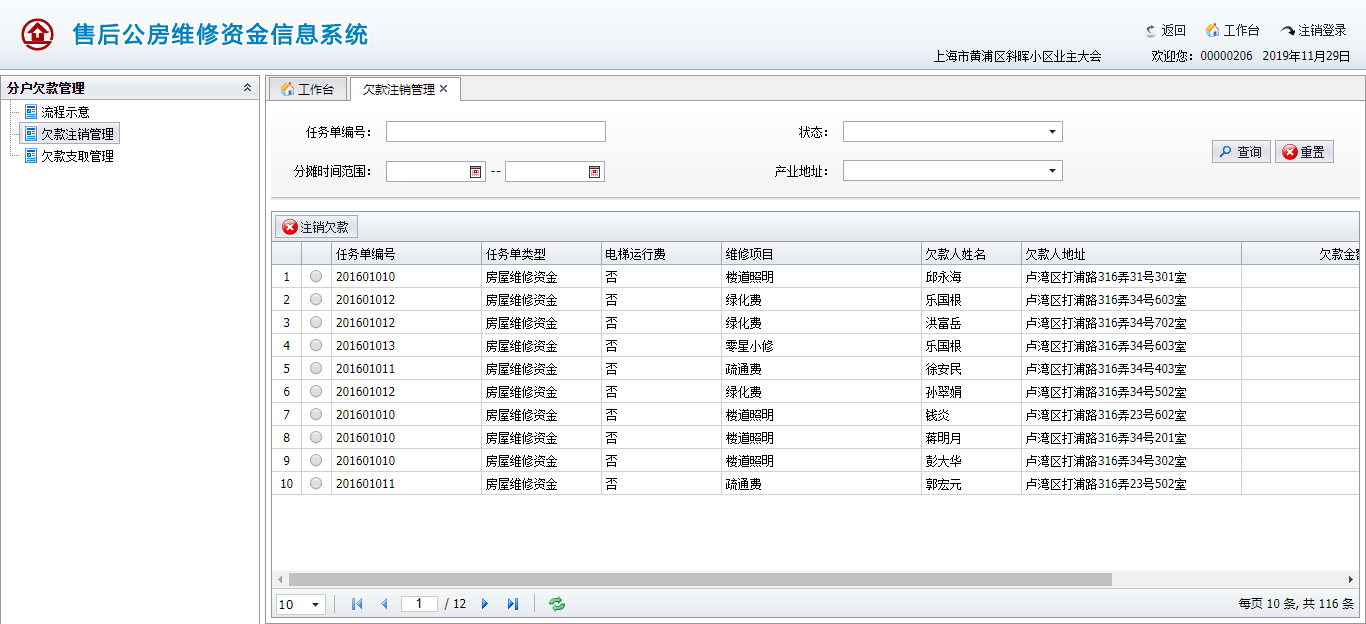 售后公房维修资金信息系统
返回 工作台 注销登录
上海市黄浦区斜晖小区业主大会 欢迎您: 00000206 2019年11月29日
分户欠款管理
流程示意
欠款注销管理
欠款支取管理
工作台 欠款注销管理
任务单编号: 状态:
分摊时间范围: -- 产业地址:
查询 重置
注销欠款
任务单编号 任务单类型 电梯运行费 维修项目 欠款人姓名 欠款人地址 欠款金
1 201601010 房屋维修资金 否 楼道照明 邱永海 卢湾区打浦路316弄31号301室
2 201601012 房屋维修资金 否 绿化费 乐国根 卢湾区打浦路316弄34号603室
3 201601012 房屋维修资金 否 绿化费 洪富岳 卢湾区打浦路316弄34号702室
4 201601013 房屋维修资金 否 零星小修 乐国根 卢湾区打浦路316弄34号603室
5 201601011 房屋维修资金 否 疏通费 徐安民 卢湾区打浦路316弄34号403室
6 201601012 房屋维修资金 否 绿化费 孙翠娟 卢湾区打浦路316弄34号502室
7 201601010 房屋维修资金 否 楼道照明 钱炎 卢湾区打浦路316弄23号602室
8 201601010 房屋维修资金 否 楼道照明 蒋明月 卢湾区打浦路316弄34号201室
9 201601010 房屋维修资金 否 楼道照明 彭大华 卢湾区打浦路316弄34号302室
10 201601011 房屋维修资金 否 疏通费 郭宏元 卢湾区打浦路316弄23号502室
10 1 / 12 每页 10 条, 共 116 条